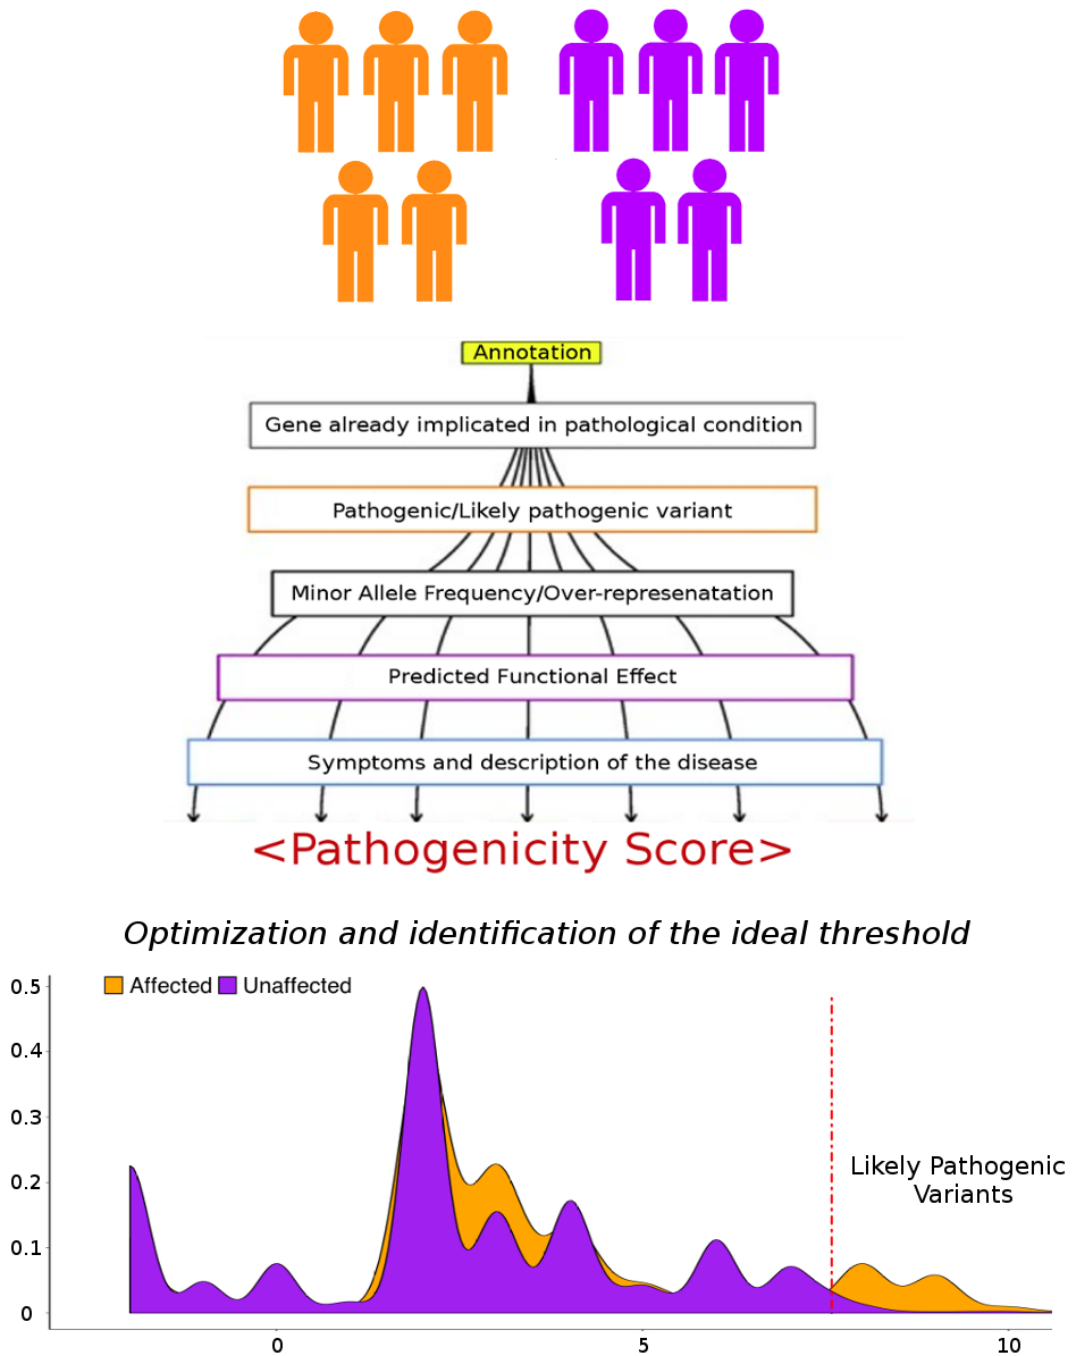 Annotation
Gene already implicated in pathological condition
Pathogenic/Likely pathogenic variant
Minor Allele Frequency/Over-represenatation
Predicted Functional Effect
Symptoms and description of the disease
<Pathogenicity Score>
Optimization and identification of the ideal threshold
Affected Unaffected
0.5
0.4
0.3
0.2
0.1
0
Likely Pathogenic
Variants
0 5 10